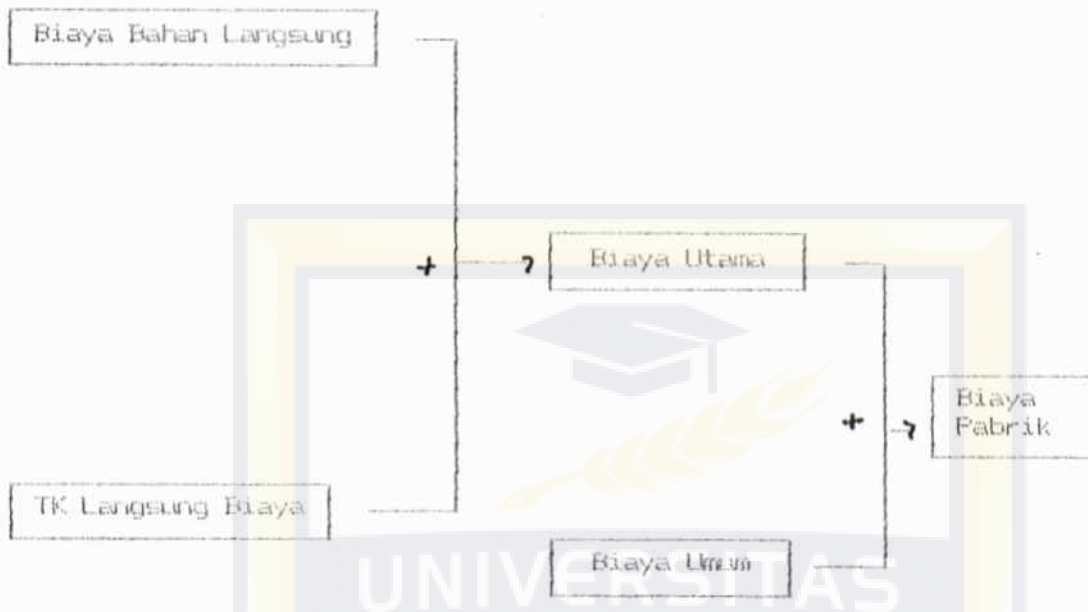 Biaya Bahan Langsung
+
Biaya Utama
+
Biaya
Pabrik
TK Langsung Biaya
Biaya Umum
UNIVERSITAS